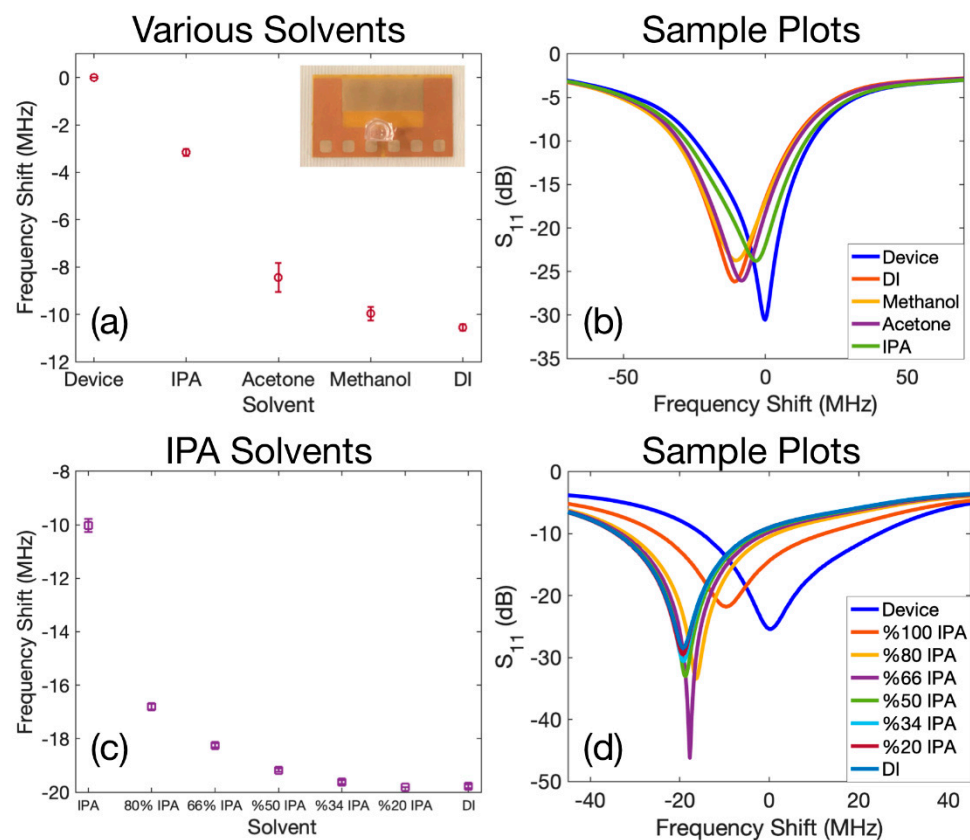 Various Solvents
Frequency Shift (MHz)
0
-2
-4
-6
-8
-10
-12
(a)
Device
IPA
Acetone
Methanol
DI
Solvent
Sample Plots
S11 (dB)
0
-5
-10
-15
-20
-25
-30
-35
(b)
Device
DI
Methanol
Acetone
IPA
-50
0
50
Frequency Shift (MHz)
IPA Solvents
Frequency Shift (MHz)
-8
-10
-12
-14
-16
-18
-20
(c)
IPA
80% IPA
66% IPA
%50 IPA
%34 IPA
%20 IPA
DI
Solvent
Sample Plots
S11 (dB)
0
-10
-20
-30
-40
-50
(d)
Device
%100 IPA
%80 IPA
%66 IPA
%50 IPA
%34 IPA
%20 IPA
DI
-40
-20
0
20
40
Frequency Shift (MHz)